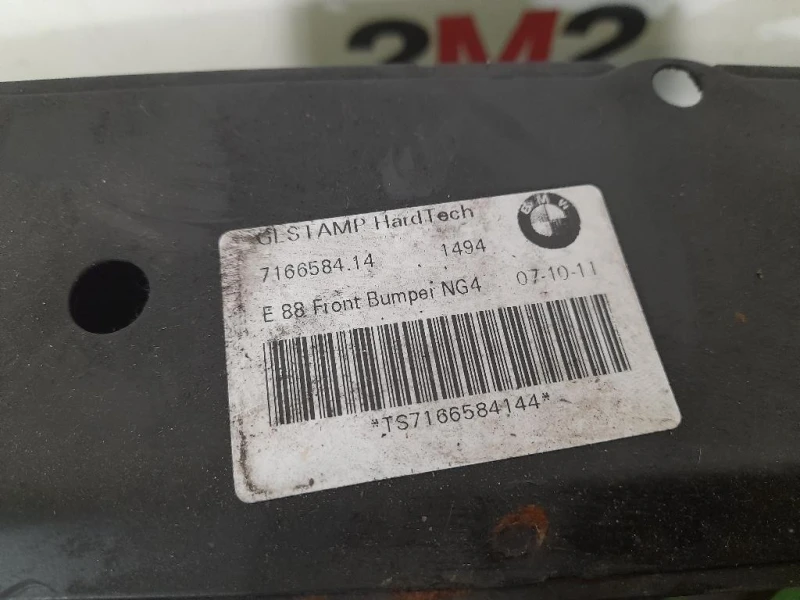 2M2
GESTAMP HardTech
BMW
7166584.14 1494
E 88 Front Bumper NG4 07-10-11
*TS7166584144*